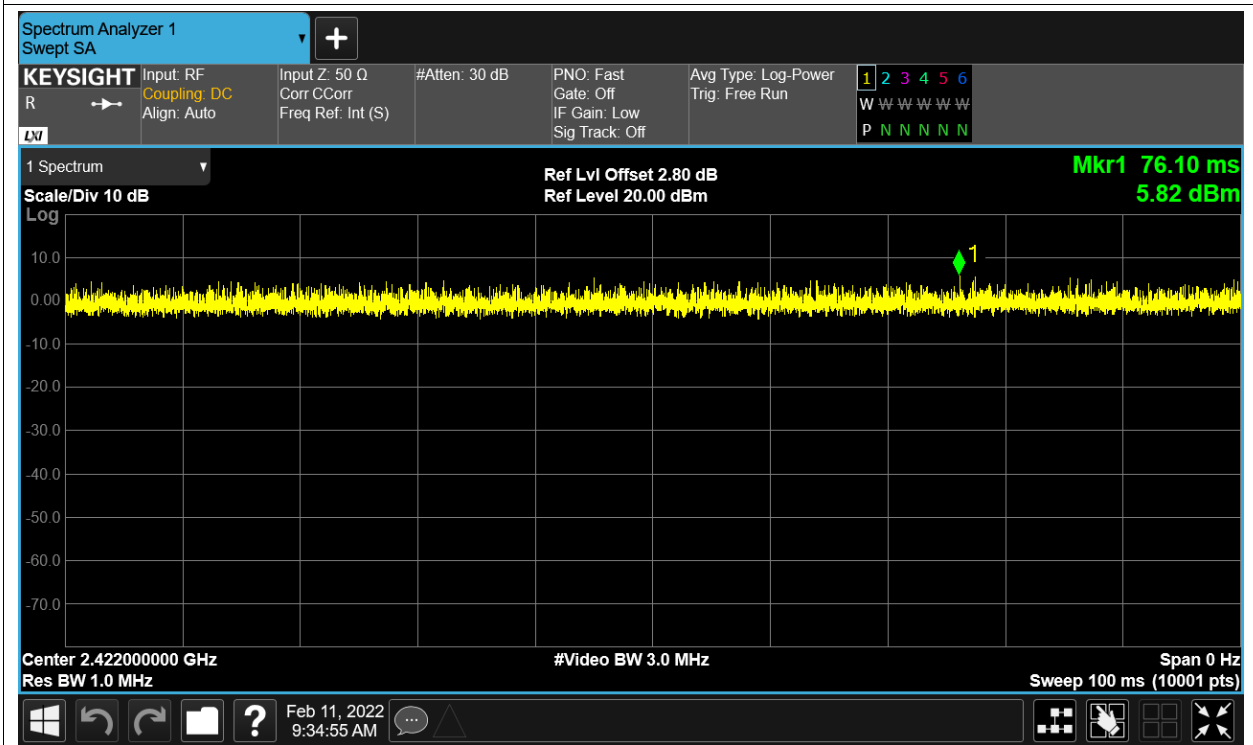 Spectrum Analyzer 1
Swept SA
KEYSIGHT
R
LXI
Input: RF
Coupling: DC
Align: Auto
Input Z: 50 Ω
Corr CCorr
Freq Ref: Int (S)
#Atten: 30 dB
PNO: Fast
Gate: Off
IF Gain: Low
Sig Track: Off
Avg Type: Log-Power
Trig: Free Run
1 2 3 4 5 6
W W W W W W
P N N N N N
1 Spectrum
Scale/Div 10 dB
Ref Lvl Offset 2.80 dB
Ref Level 20.00 dBm
Mkr1 76.10 ms
5.82 dBm
Log
10.0
0.00
-10.0
-20.0
-30.0
-40.0
-50.0
-60.0
-70.0
1
Center 2.422000000 GHz
Res BW 1.0 MHz
#Video BW 3.0 MHz
Span 0 Hz
Sweep 100 ms (10001 pts)
?
Feb 11, 2022
9:34:55 AM